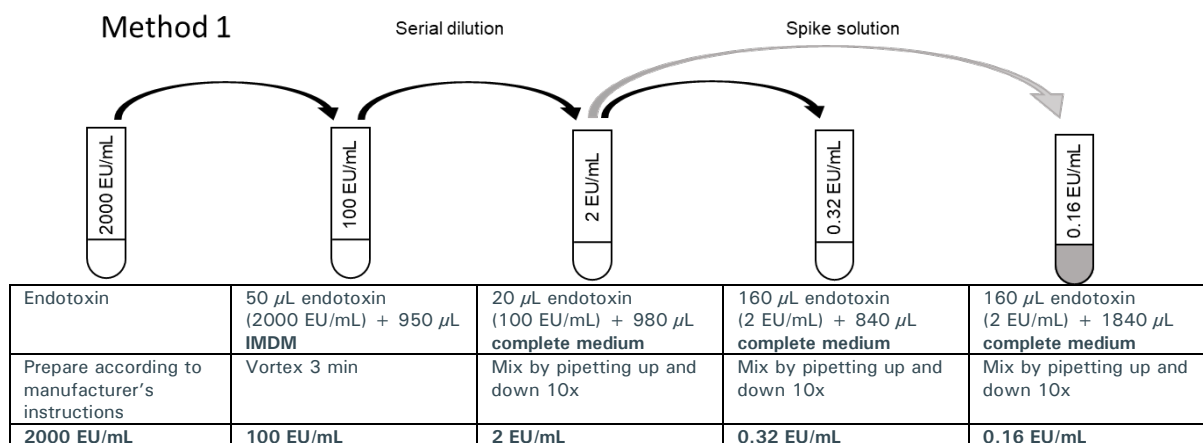 Method 1
Serial dilution
Spike solution
2000 EU/mL
100 EU/mL
2 EU/mL
0.32 EU/mL
0.16 EU/mL
Endotoxin
50 µL endotoxin
(2000 EU/mL) + 950 µL
IMDM
20 µL endotoxin
(100 EU/mL) + 980 µL
complete medium
160 µL endotoxin
(2 EU/mL) + 840 µL
complete medium
160 µL endotoxin
(2 EU/mL) + 1840 µL
complete medium
Prepare according to
manufacturer's
instructions
Vortex 3 min
Mix by pipetting up and
down 10x
Mix by pipetting up and
down 10x
Mix by pipetting up and
down 10x
2000 EU/mL
100 EU/mL
2 EU/mL
0.32 EU/mL
0.16 EU/mL